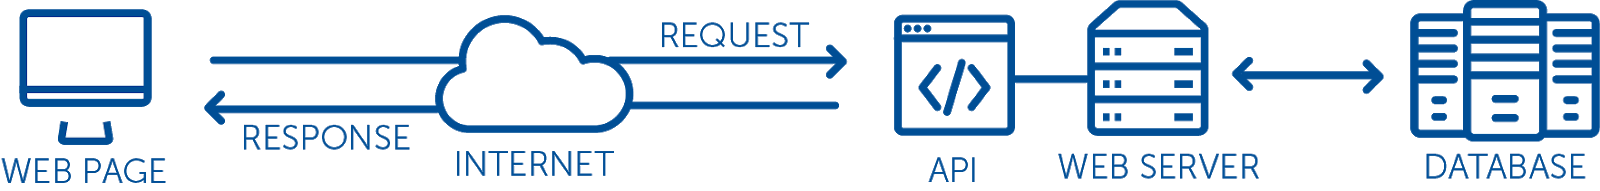 REQUEST
RESPONSE
WEB PAGE
INTERNET
</>
API
WEB SERVER
DATABASE